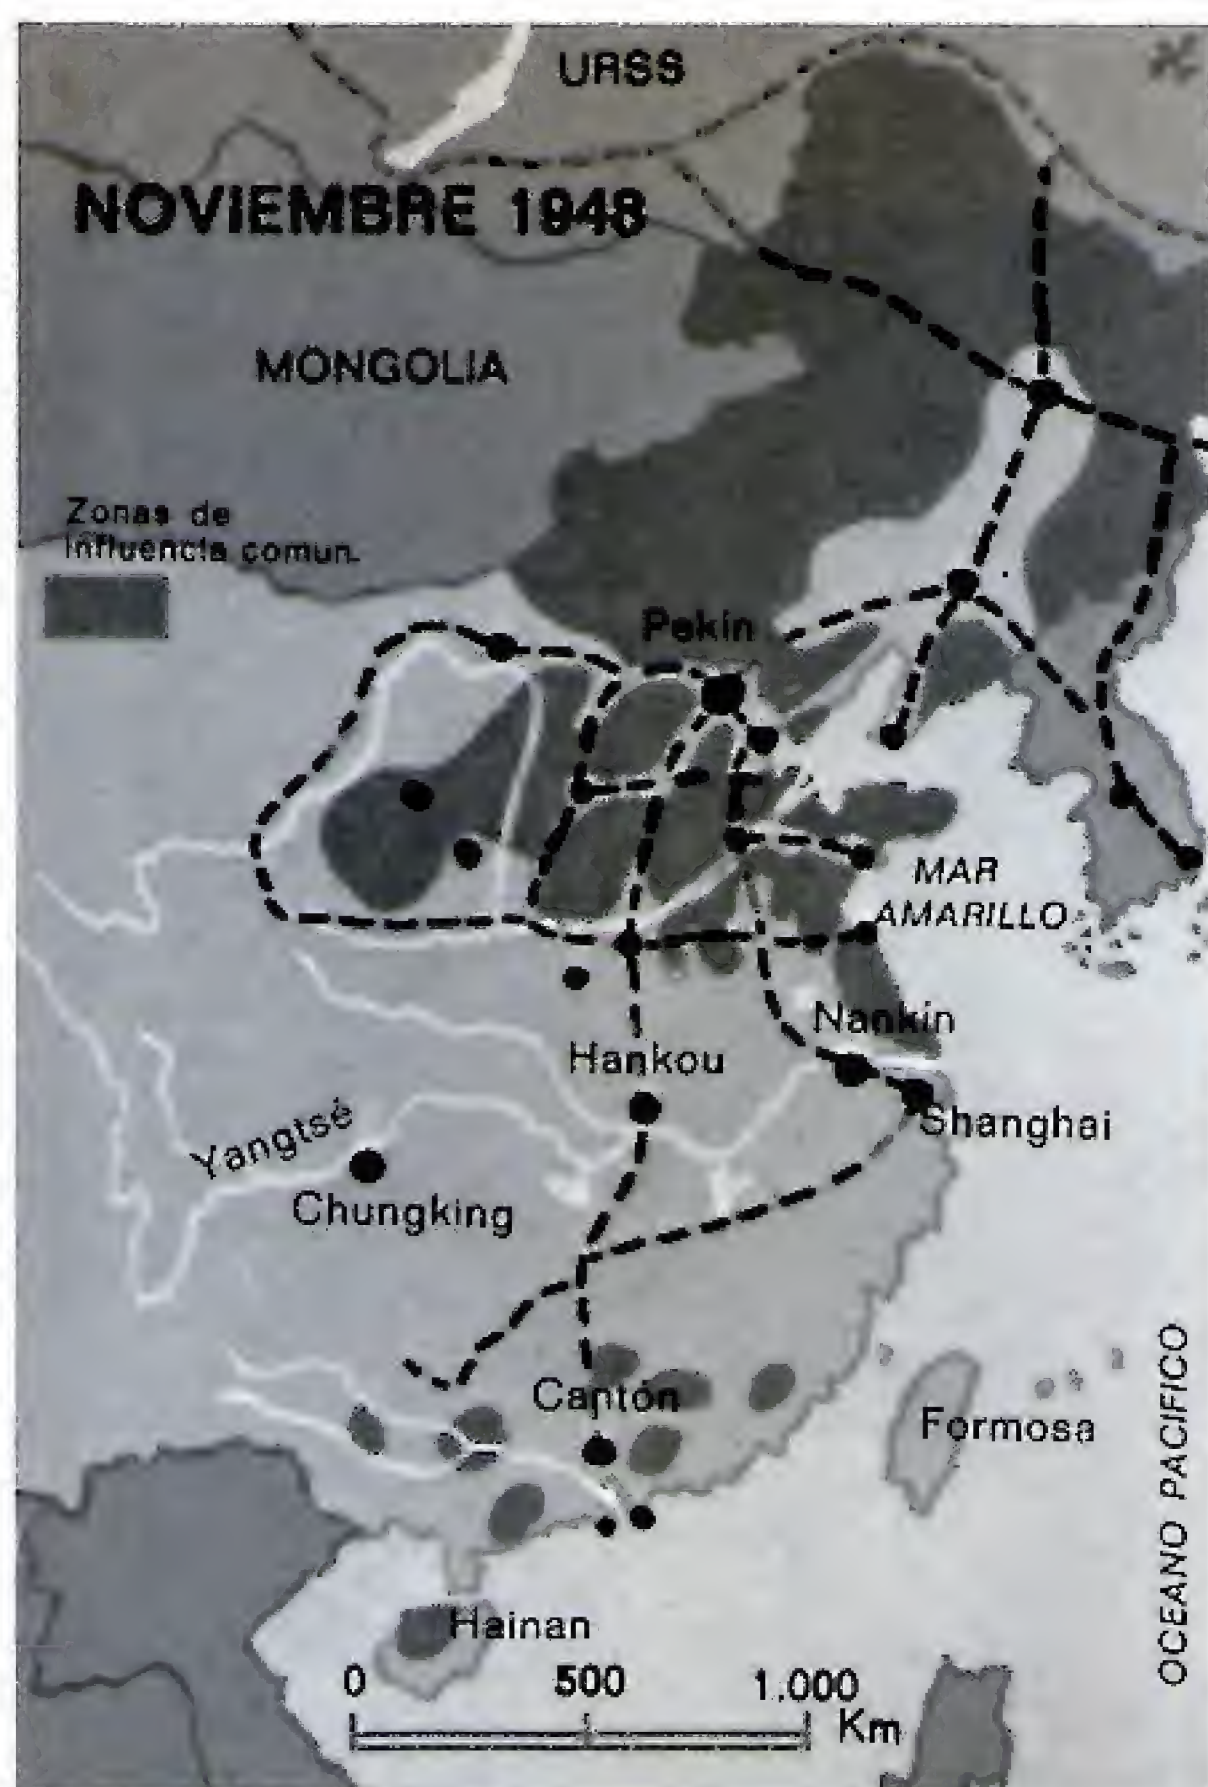 URSS
NOVIEMBRE 1948
MONGOLIA
Zonas de
influencia comun.
Pekín
MAR
AMARILLO
Nankín
Hankou
Shanghai
Yangtsé
Chungking
Cantón
Formosa
OCEANO PACIFICO
Hainan
0 500 1.000
Km